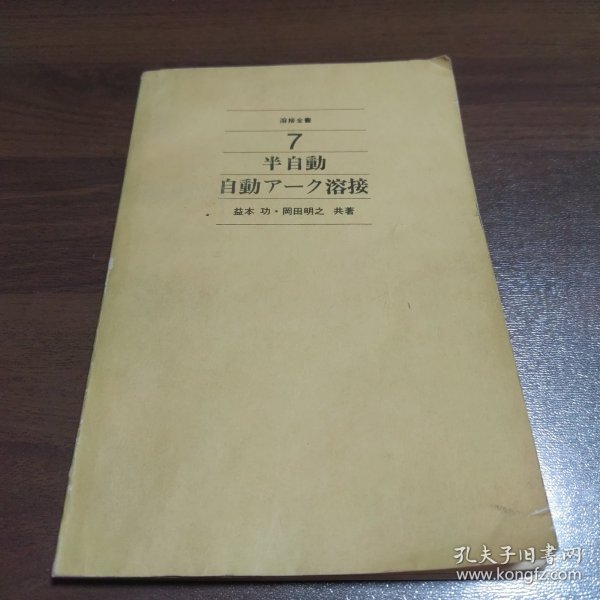 溶接全書
7
半自動
自動アーク溶接
益本 功・岡田明之 共著
孔夫子旧书网
www.kongfz.com